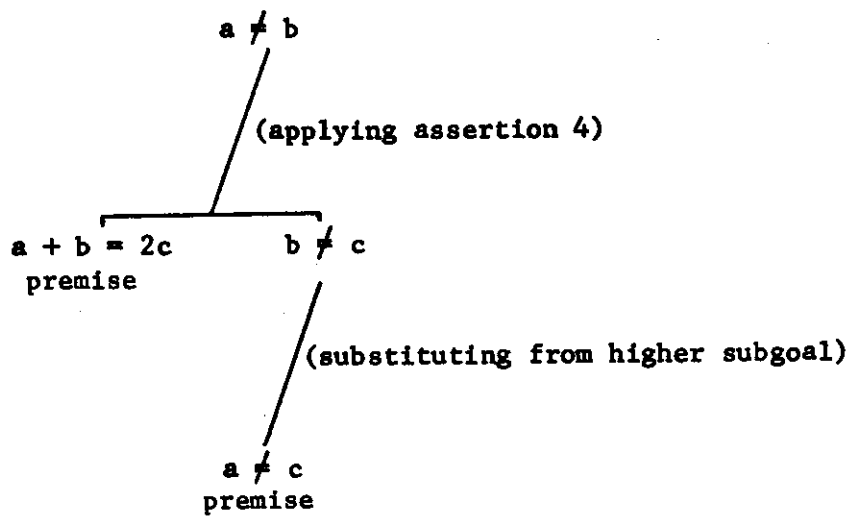 a ≠ b
(applying assertion 4)
a + b = 2c b ≠ c
premise
(substituting from higher subgoal)
a ≠ c
premise